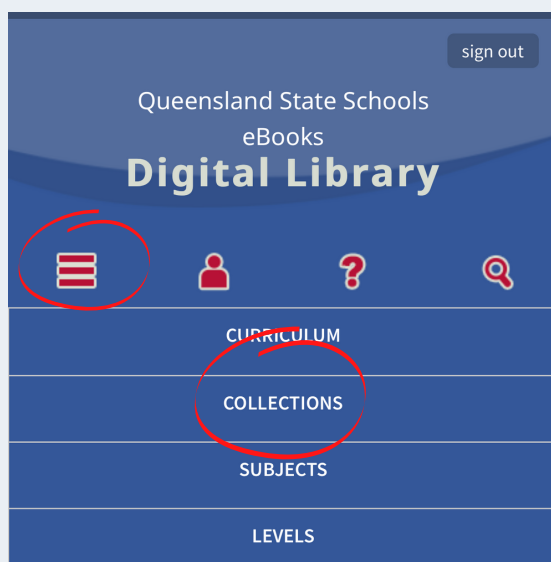 sign out
Queensland State Schools
eBooks
Digital Library
CURRICULUM
COLLECTIONS
SUBJECTS
LEVELS